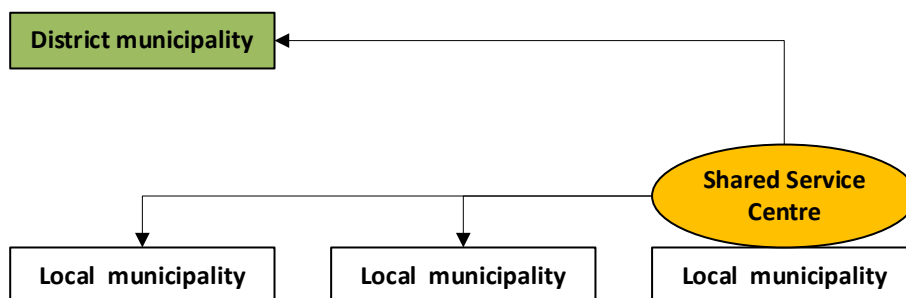 District municipality
Shared Service
Centre
Local municipality
Local municipality
Local municipality